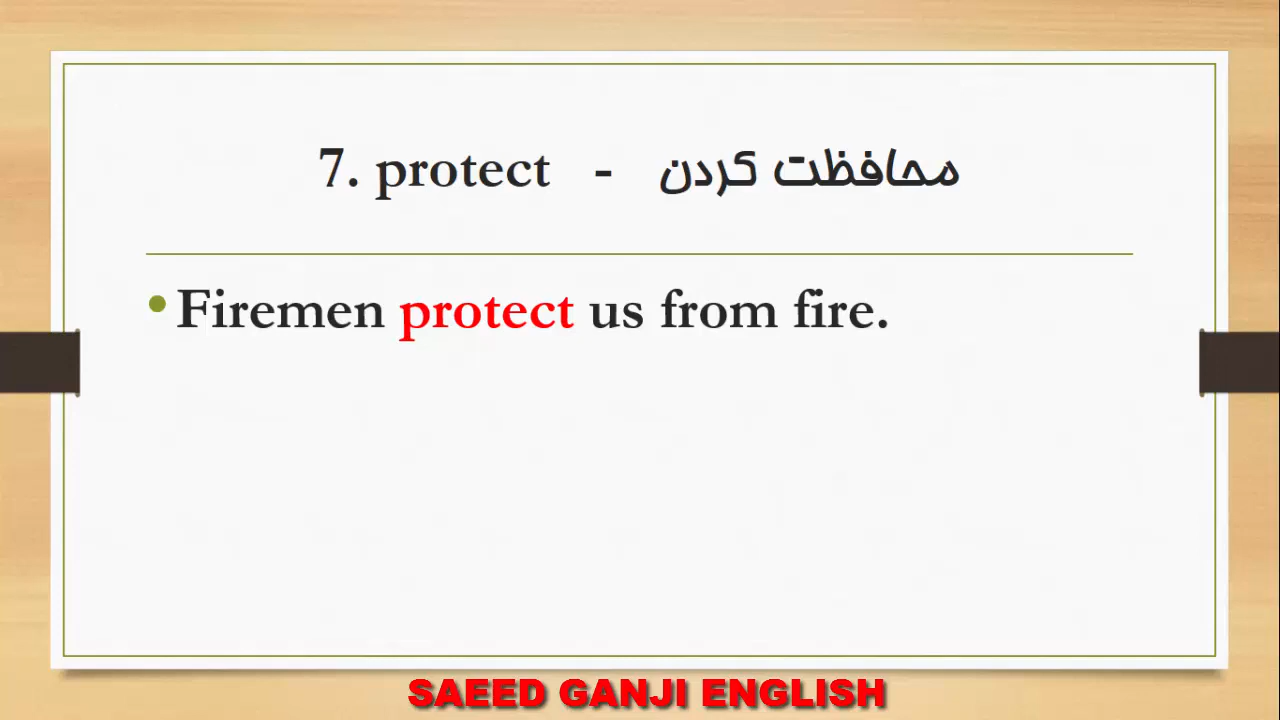 7. protect - محافظت کردن
• Firemen protect us from fire.
SAEED GANJI ENGLISH